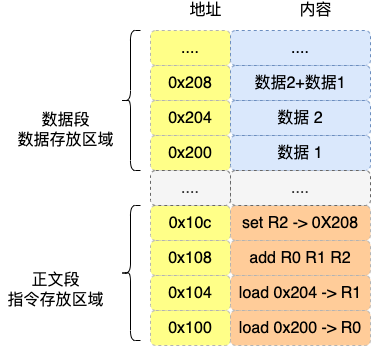 地址 内容
.... ....
0x208 数据2+数据1
数据段
数据存放区域
0x204 数据 2
0x200 数据 1
.... ....
0x10c set R2 -> 0X208
0x108 add R0 R1 R2
正文段
指令存放区域
0x104 load 0x204 -> R1
0x100 load 0x200 -> R0